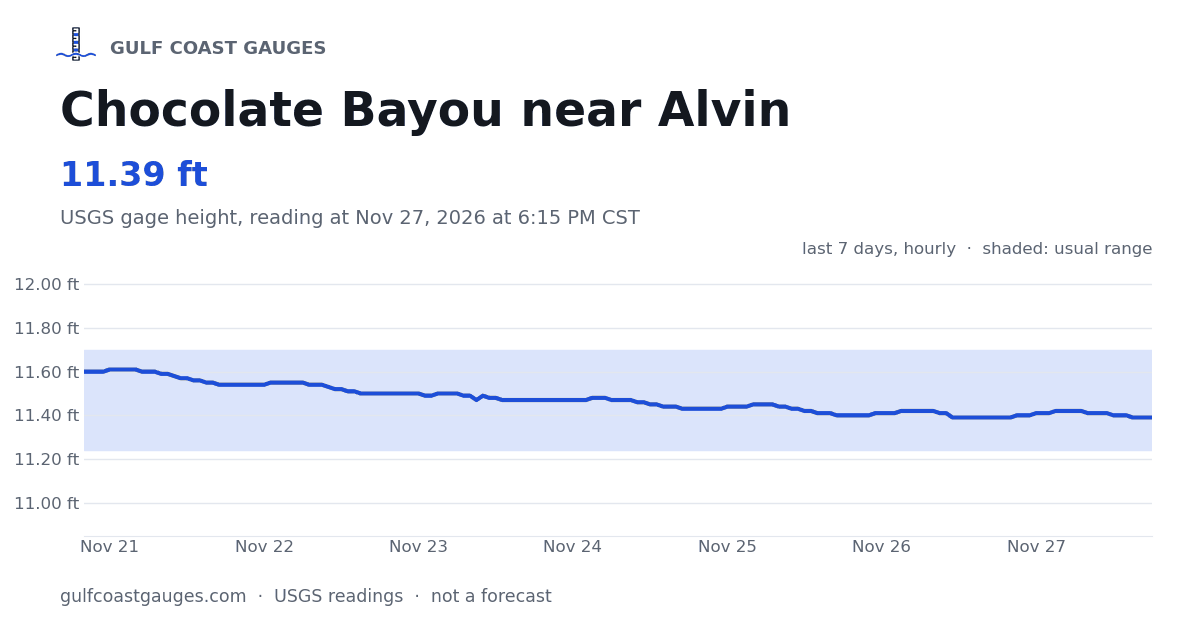 GULF COAST GAUGES
Chocolate Bayou near Alvin
11.39 ft
USGS gage height, reading at Nov 27, 2026 at 6:15 PM CST
last 7 days, hourly · shaded: usual range
12.00 ft
11.80 ft
11.60 ft
11.40 ft
11.20 ft
11.00 ft
Nov 21 Nov 22 Nov 23 Nov 24 Nov 25 Nov 26 Nov 27
gulfcoastgauges.com · USGS readings · not a forecast